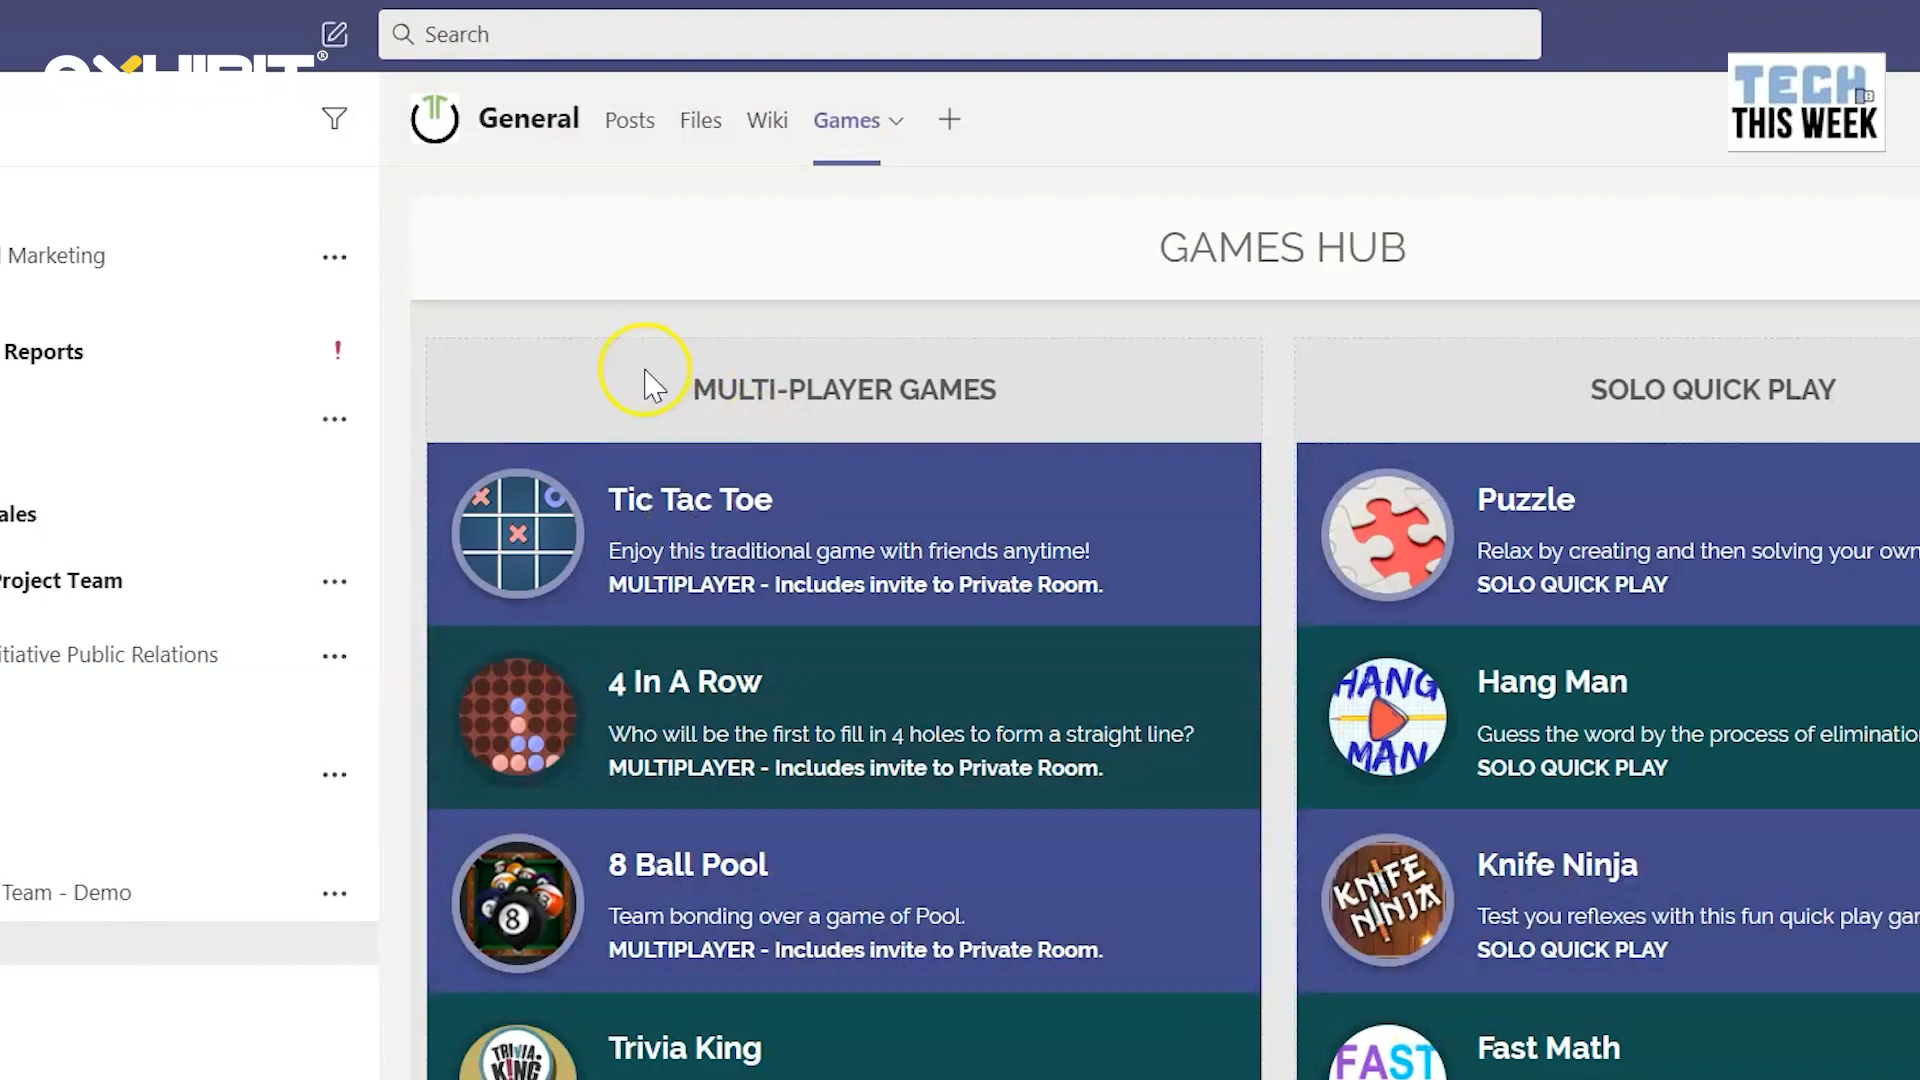 Search
EXHIBIT®
TECH
THIS WEEK
General
Posts
Files
Wiki
Games
GAMES HUB
Marketing
Reports
ales
Project Team
itiative Public Relations
Team - Demo
MULTI-PLAYER GAMES
Tic Tac Toe
Enjoy this traditional game with friends anytime!
MULTIPLAYER - Includes invite to Private Room.
4 In A Row
Who will be the first to fill in 4 holes to form a straight line?
MULTIPLAYER - Includes invite to Private Room.
8
8 Ball Pool
Team bonding over a game of Pool.
MULTIPLAYER - Includes invite to Private Room.
TRIVIA
KING
Trivia King
SOLO QUICK PLAY
Puzzle
Relax by creating and then solving your own
SOLO QUICK PLAY
HANG
MAN
Hang Man
Guess the word by the process of eliminatio
SOLO QUICK PLAY
KNIFE
NINJA
Knife Ninja
Test you reflexes with this fun quick play gar
SOLO QUICK PLAY
FAST
Fast Math